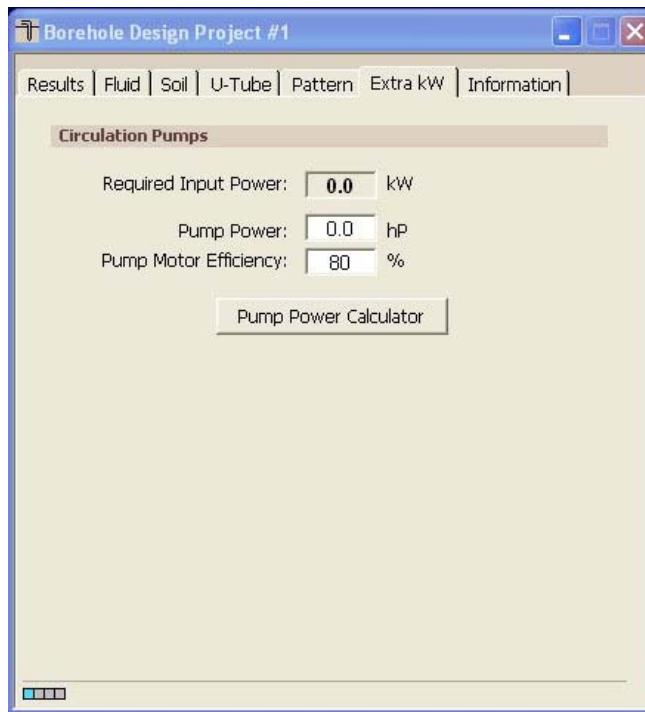 Borehole Design Project #1
Results Fluid Soil U-Tube Pattern Extra kW Information
Circulation Pumps
Required Input Power: 0.0 kW
Pump Power: 0.0 hP
Pump Motor Efficiency: 80 %
Pump Power Calculator